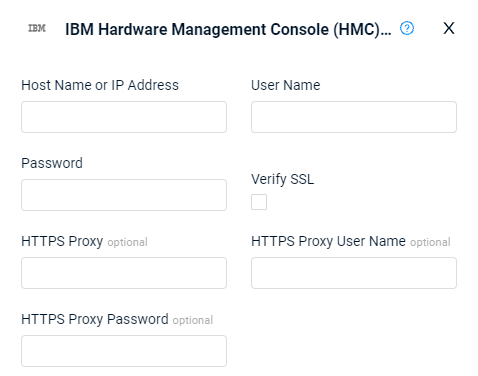 IBM IBM Hardware Management Console (HMC)... ? X
Host Name or IP Address User Name
Password
Verify SSL
HTTPS Proxy optional HTTPS Proxy User Name optional
HTTPS Proxy Password optional